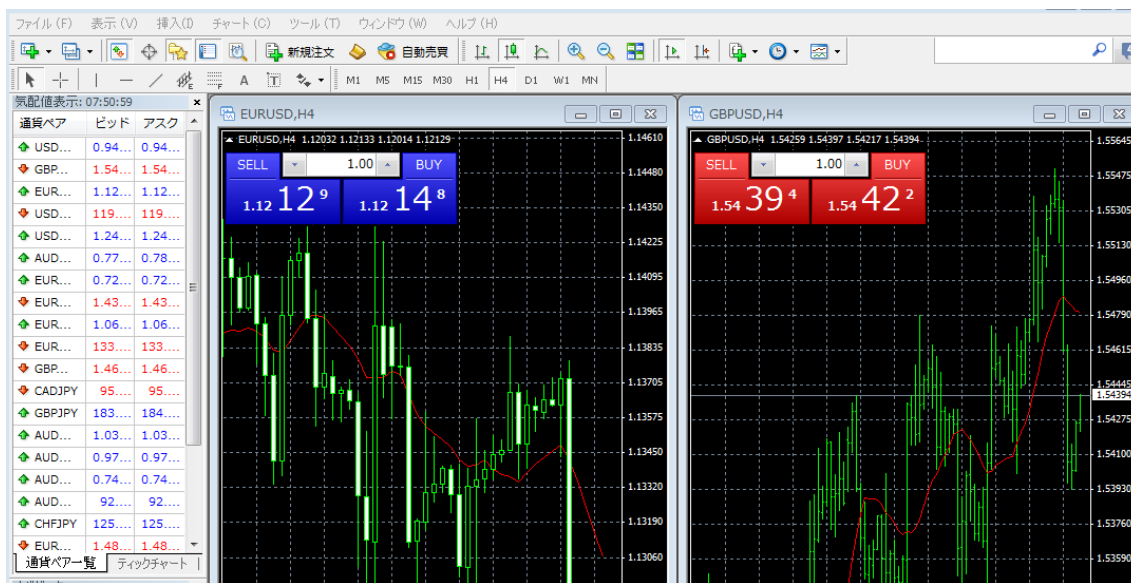 ファイル (F) 表示 (V) 挿入(I) チャート (C) ツール (T) ウィンドウ (W) ヘルプ (H)
新規注文 自動売買
E F A T M1 M5 M15 M30 H1 H4 D1 W1 MN
気配値表示: 07:50:59
通貨ペア ビッド アスク
USD... 0.94... 0.94...
GBP... 1.54... 1.54...
EUR... 1.12... 1.12...
USD... 119.... 119....
USD... 1.24... 1.24...
AUD... 0.77... 0.78...
EUR... 0.72... 0.72...
EUR... 1.43... 1.43...
EUR... 1.06... 1.06...
EUR... 133.... 133....
GBP... 1.46... 1.46...
CADJPY 95.... 95....
GBPJPY 183.... 184....
AUD... 1.03... 1.03...
AUD... 0.97... 0.97...
AUD... 0.74... 0.74...
AUD... 92.... 92....
CHFJPY 125.... 125....
EUR... 1.48... 1.48...
通貨ペア一覧 ティックチャート
EURUSD,H4
EURUSD,H4 1.12032 1.12133 1.12014 1.12129
SELL 1.00 BUY
1.12 12 9 1.12 14 8
1.14610
1.14480
1.14350
1.14225
1.14095
1.13965
1.13835
1.13705
1.13575
1.13450
1.13320
1.13190
1.13060
GBPUSD,H4
GBPUSD,H4 1.54259 1.54397 1.54217 1.54394
SELL 1.00 BUY
1.54 39 4 1.54 42 2
1.55645
1.55475
1.55305
1.55130
1.54960
1.54790
1.54615
1.54445
1.54394
1.54275
1.54100
1.53930
1.53760
1.53590